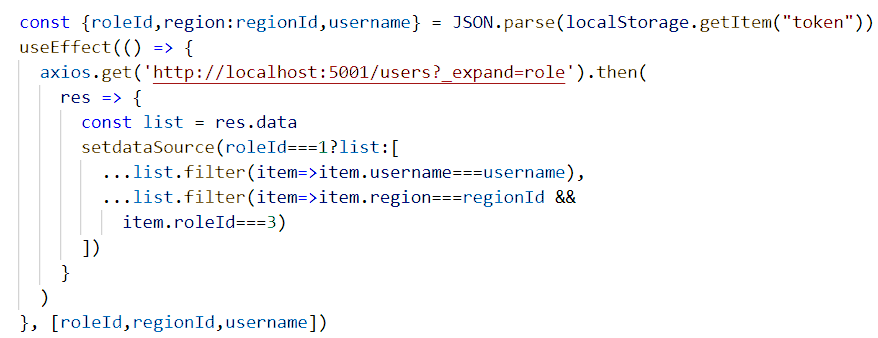 const {roleId,region:regionId,username} = JSON.parse(localStorage.getItem("token"))
useEffect(() => {
  axios.get('http://localhost:5001/users?_expand=role').then(
    res => {
      const list = res.data
      setdataSource(roleId===1?list:[
        ...list.filter(item=>item.username===username),
        ...list.filter(item=>item.region===regionId &&
          item.roleId===3)
      ])
    }
  )
}, [roleId,regionId,username])